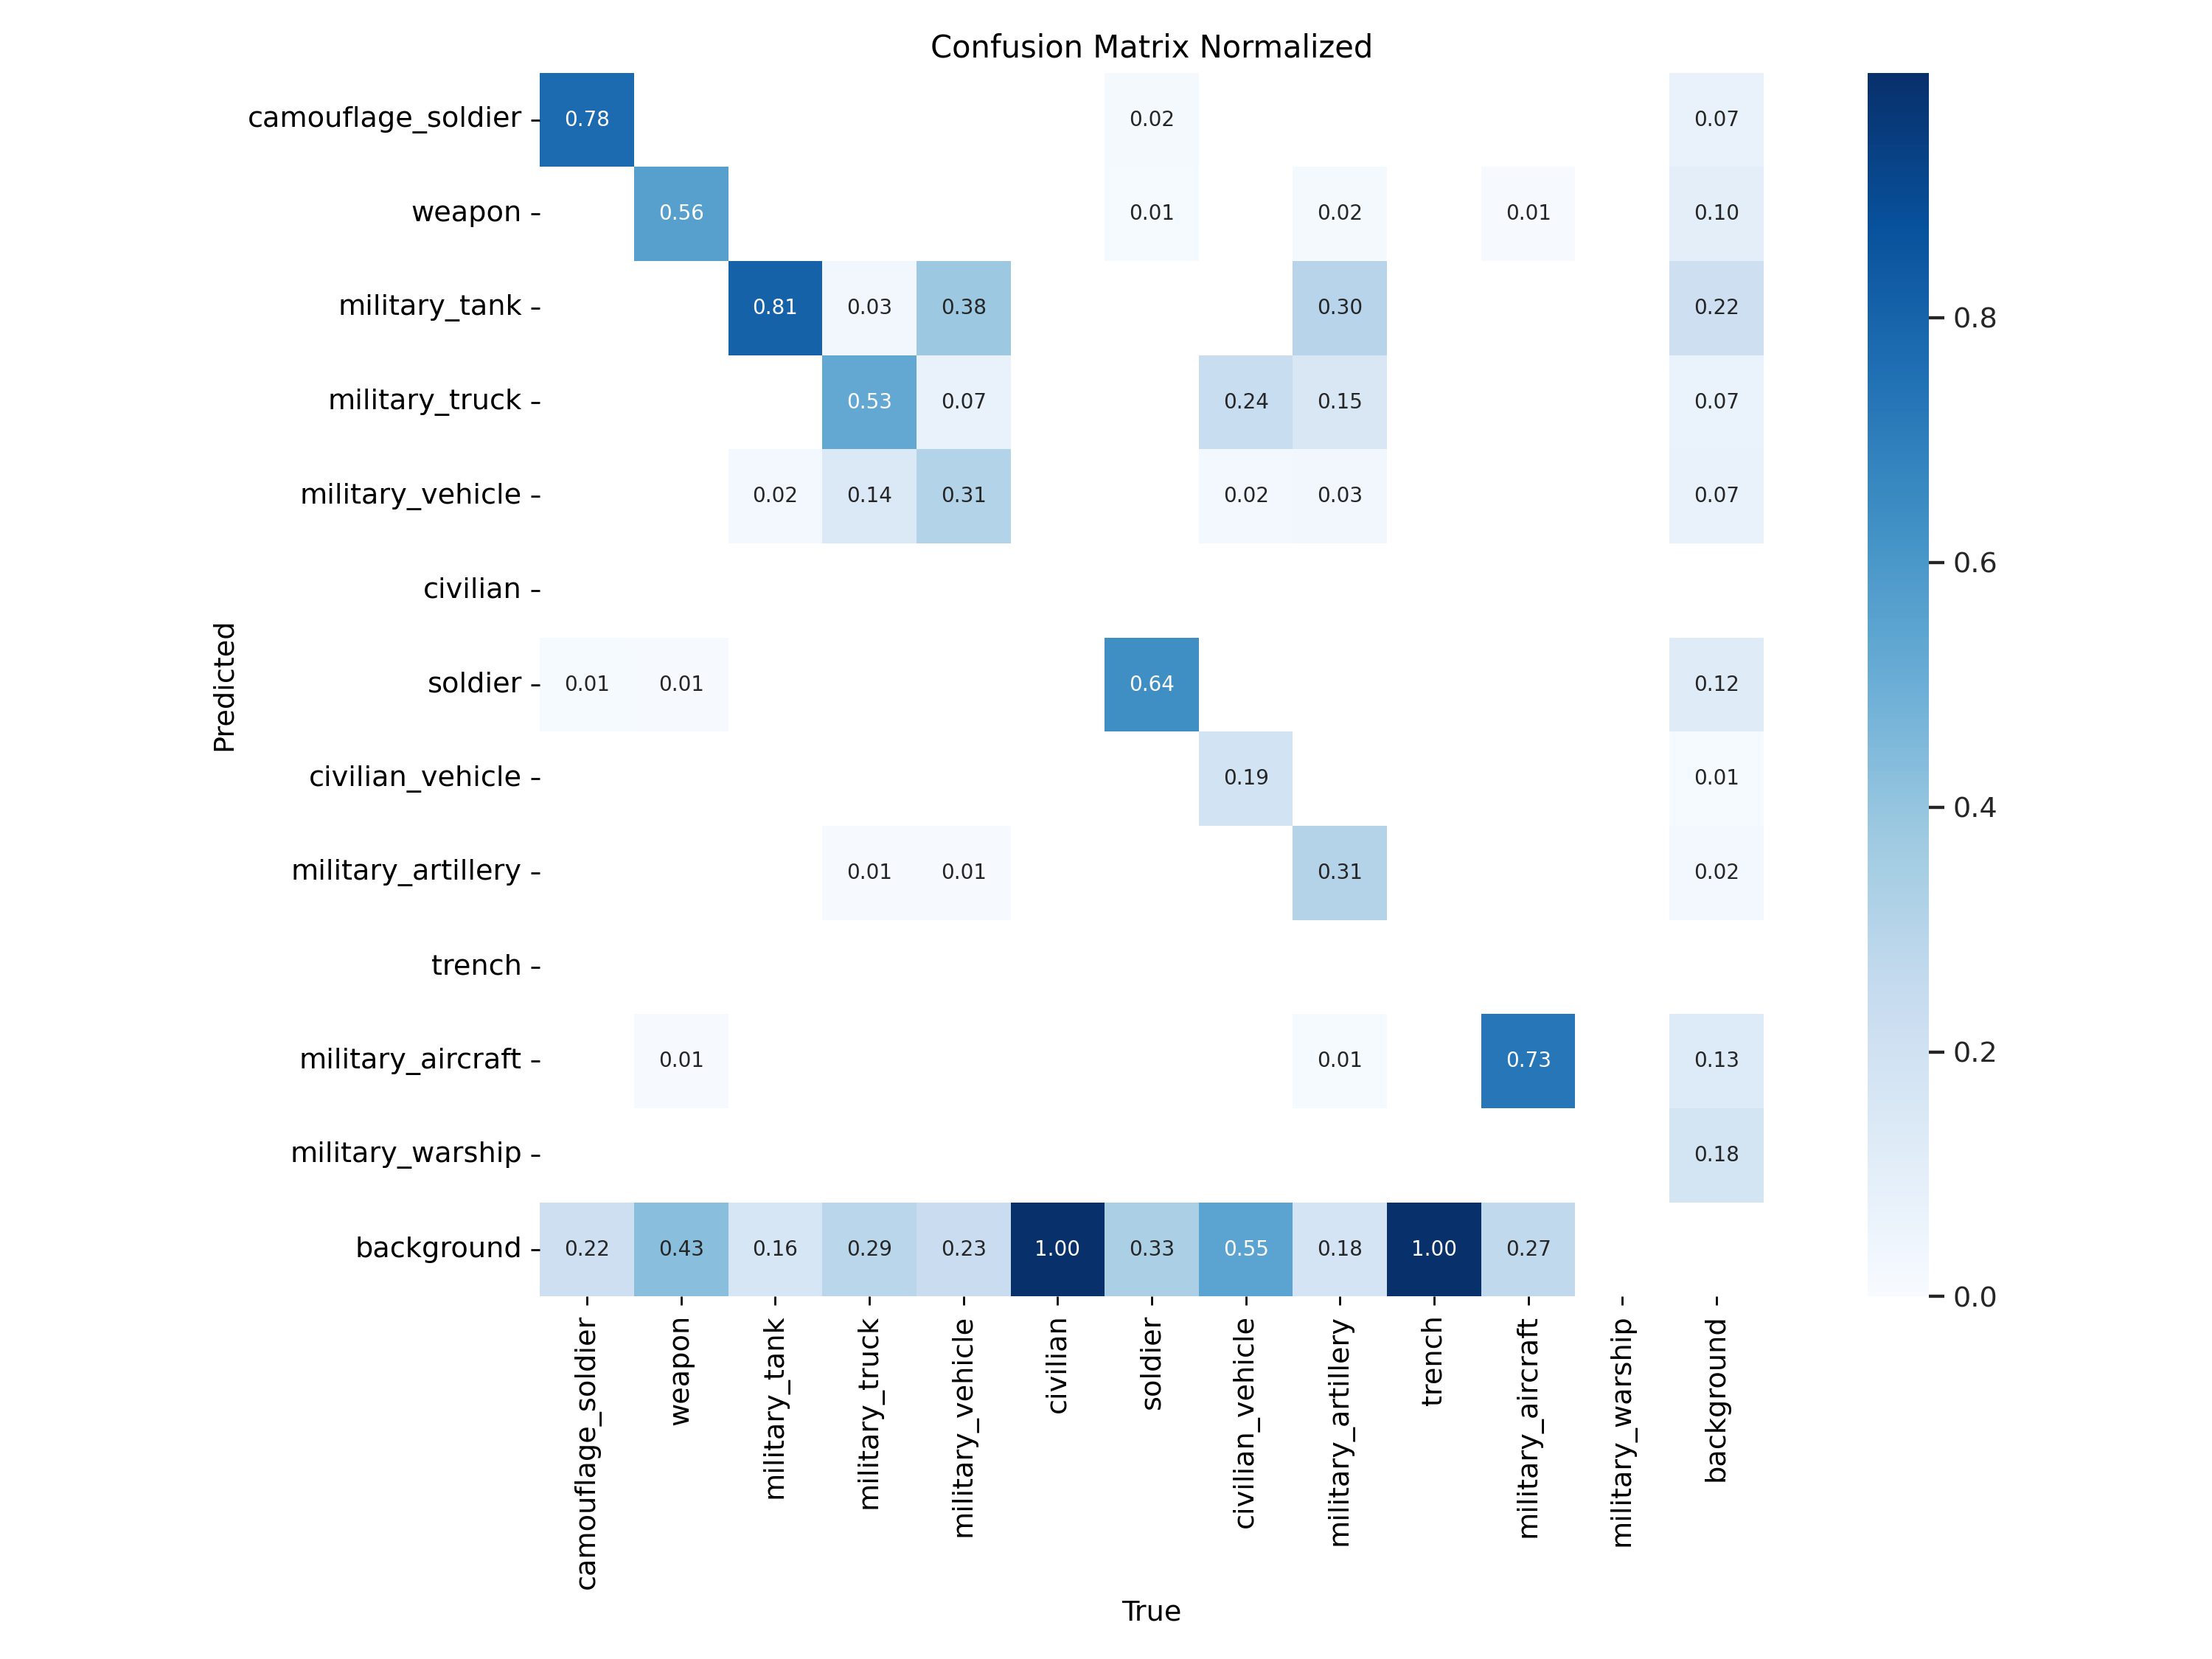 Confusion Matrix Normalized
camouflage_soldier 0.78 0.02 0.07
weapon 0.56 0.01 0.02 0.01 0.10
military_tank 0.81 0.03 0.38 0.30 0.22
military_truck 0.53 0.07 0.24 0.15 0.07
military_vehicle 0.02 0.14 0.31 0.02 0.03 0.07
civilian
soldier 0.01 0.01 0.64 0.12
civilian_vehicle 0.19 0.01
military_artillery 0.01 0.01 0.31 0.02
trench
military_aircraft 0.01 0.01 0.73 0.13
military_warship 0.18
background 0.22 0.43 0.16 0.29 0.23 1.00 0.33 0.55 0.18 1.00 0.27
Predicted
camouflage_soldier
weapon
military_tank
military_truck
military_vehicle
civilian
soldier
civilian_vehicle
military_artillery
trench
military_aircraft
military_warship
background
True
0.8
0.6
0.4
0.2
0.0